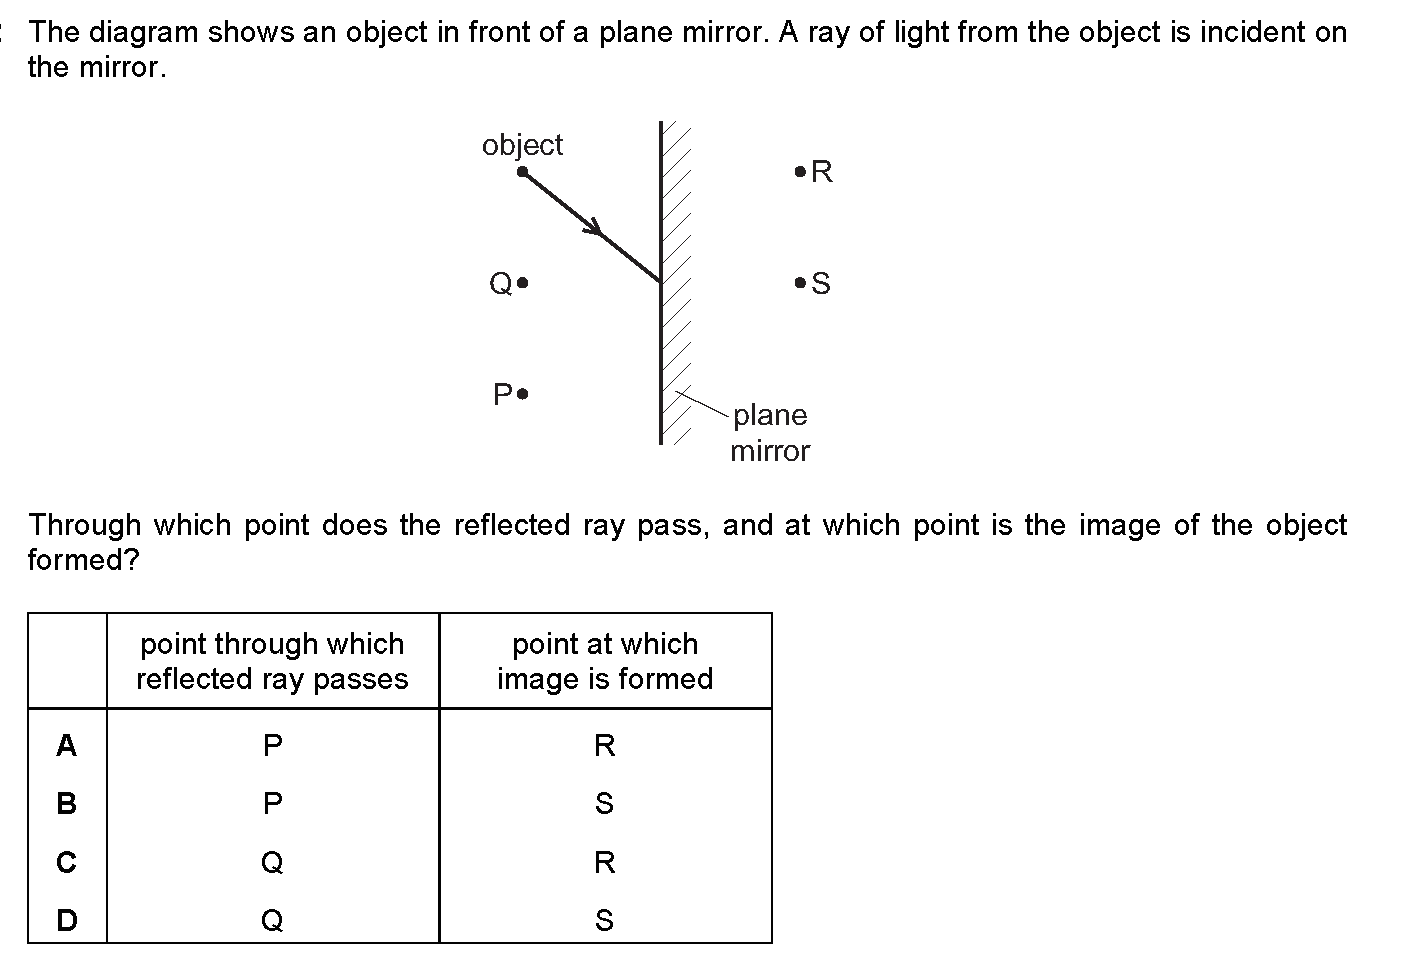 The diagram shows an object in front of a plane mirror. A ray of light from the object is incident on
the mirror.
object
R
Q
S
P
plane
mirror
Through which point does the reflected ray pass, and at which point is the image of the object
formed?
point through which
reflected ray passes
point at which
image is formed
A P R
B P S
C Q R
D Q S